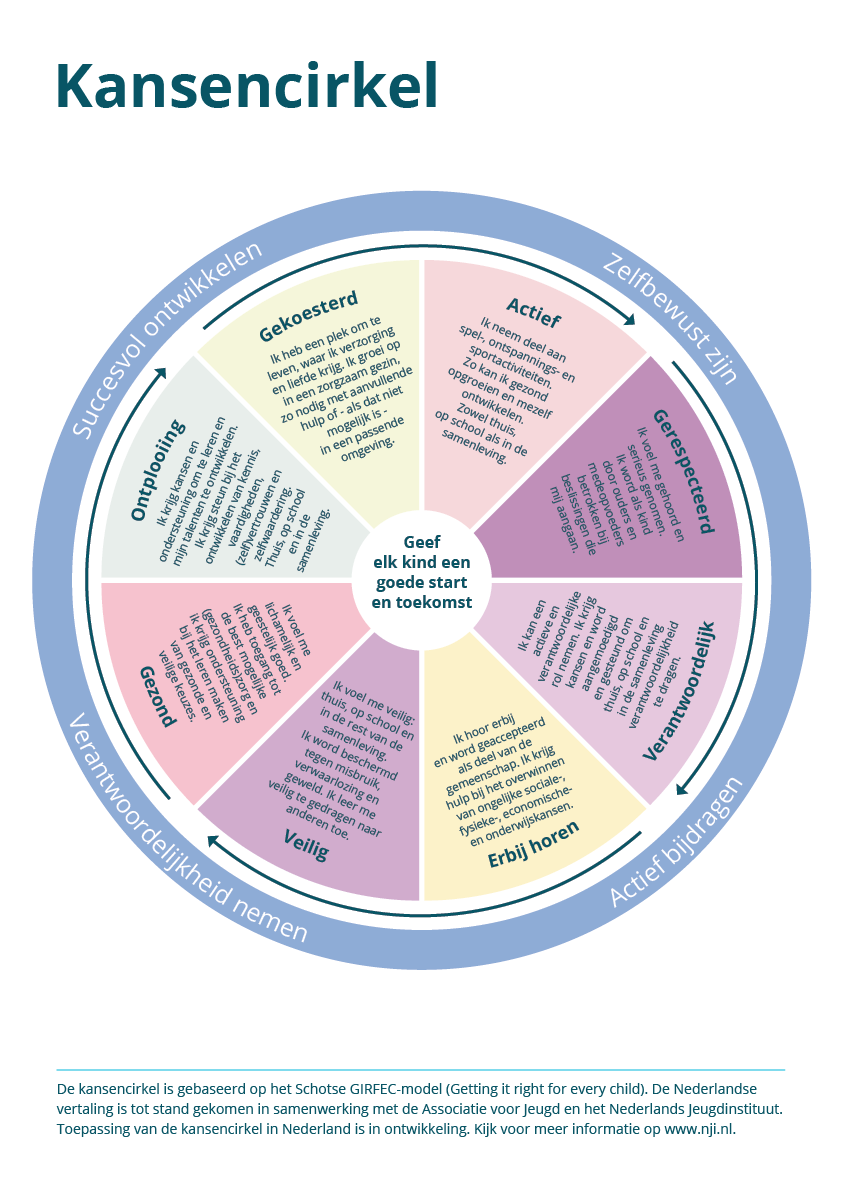 Kansencirkel
Succesvol ontwikkelen
Zelfbewust zijn
Actief bijdragen
Verantwoordelijkheid nemen
Gekoesterd
Ik heb een plek om te
leven, waar ik verzorging
en liefde krijg. Ik groei op
in een zorgzaam gezin,
zo nodig met aanvullende
hulp of - als dat niet
mogelijk is -
in een passende
omgeving.
Actief
Ik neem deel aan
spel-, ontspannings- en
sportactiviteiten.
Zo kan ik gezond
opgroeien en mezelf
ontwikkelen.
Zowel thuis,
op school als in de
samenleving.
Gerespecteerd
Ik voel me gehoord en
serieus genomen.
Ik word als kind
door ouders en
medeopvoeders
betrokken bij
beslissingen die
mij aangaan.
Verantwoordelijk
Ik kan een
actieve en
verantwoordelijke
rol nemen. Ik krijg
kansen en word
aangemoedigd
en gesteund om
thuis, op school en
in de samenleving
verantwoordelijkheid
te dragen.
Ik hoor erbij
en word geaccepteerd
als deel van de
gemeenschap. Ik krijg
hulp bij het overwinnen
van ongelijke sociale-,
fysieke-, economische-
en onderwijskansen.
Erbij horen
Ik voel me veilig:
thuis, op school en
in de rest van de
samenleving.
Ik word beschermd
tegen misbruik,
verwaarlozing en
geweld. Ik leer me
veilig te gedragen naar
anderen toe.
Veilig
Ik voel me
lichamelijk en
geestelijk goed.
Ik heb toegang tot
de best mogelijke
(gezondheids)zorg en
ik krijg ondersteuning
bij het leren maken
van gezonde en
veilige keuzes.
Gezond
Ontplooiing
Ik krijg kansen en
ondersteuning om te leren en
mijn talenten te ontwikkelen.
Ik krijg steun bij het
ontwikkelen van kennis,
vaardigheden,
(zelf)vertrouwen en
zelfwaardering.
Thuis, op school
en in de
samenleving.
Geef
elk kind een
goede start
en toekomst
De kansencirkel is gebaseerd op het Schotse GIRFEC-model (Getting it right for every child). De Nederlandse
vertaling is tot stand gekomen in samenwerking met de Associatie voor Jeugd en het Nederlands Jeugdinstituut.
Toepassing van de kansencirkel in Nederland is in ontwikkeling. Kijk voor meer informatie op www.nji.nl.